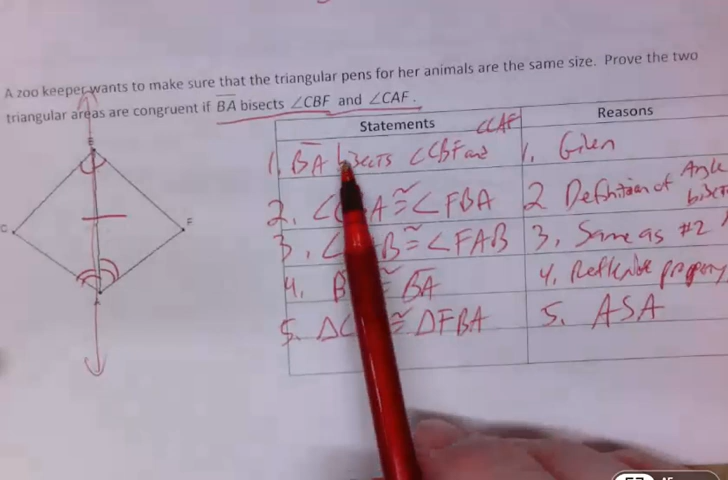 A zoo keeper wants to make sure that the triangular pens for her animals are the same size. Prove the two
triangular areas are congruent if BA bisects ∠CBF and ∠CAF.
Statements
Reasons
∠CAF
1. BA bisects ∠CBF and
1. Given
2. ∠ A ≅ ∠FBA
2 Definition of Angle
3. ∠ B ≅ ∠FAB
3. Same as #2
4. B ≅ BA
4. Reflexive property
5. △C ≅ △FBA
5. ASA
B
C
F
A